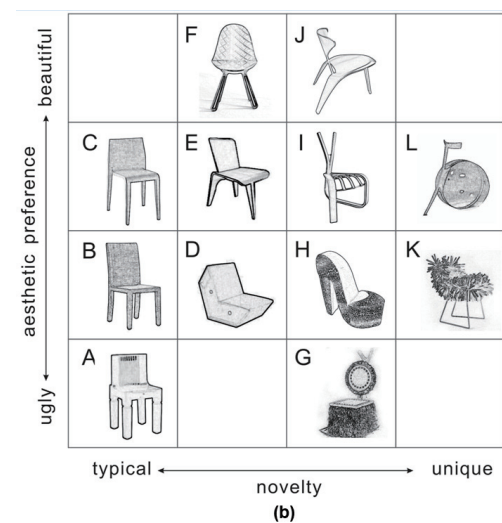 beautiful
aesthetic preference
ugly
F
J
C
E
I
L
B
D
H
K
A
G
typical
unique
novelty
(b)